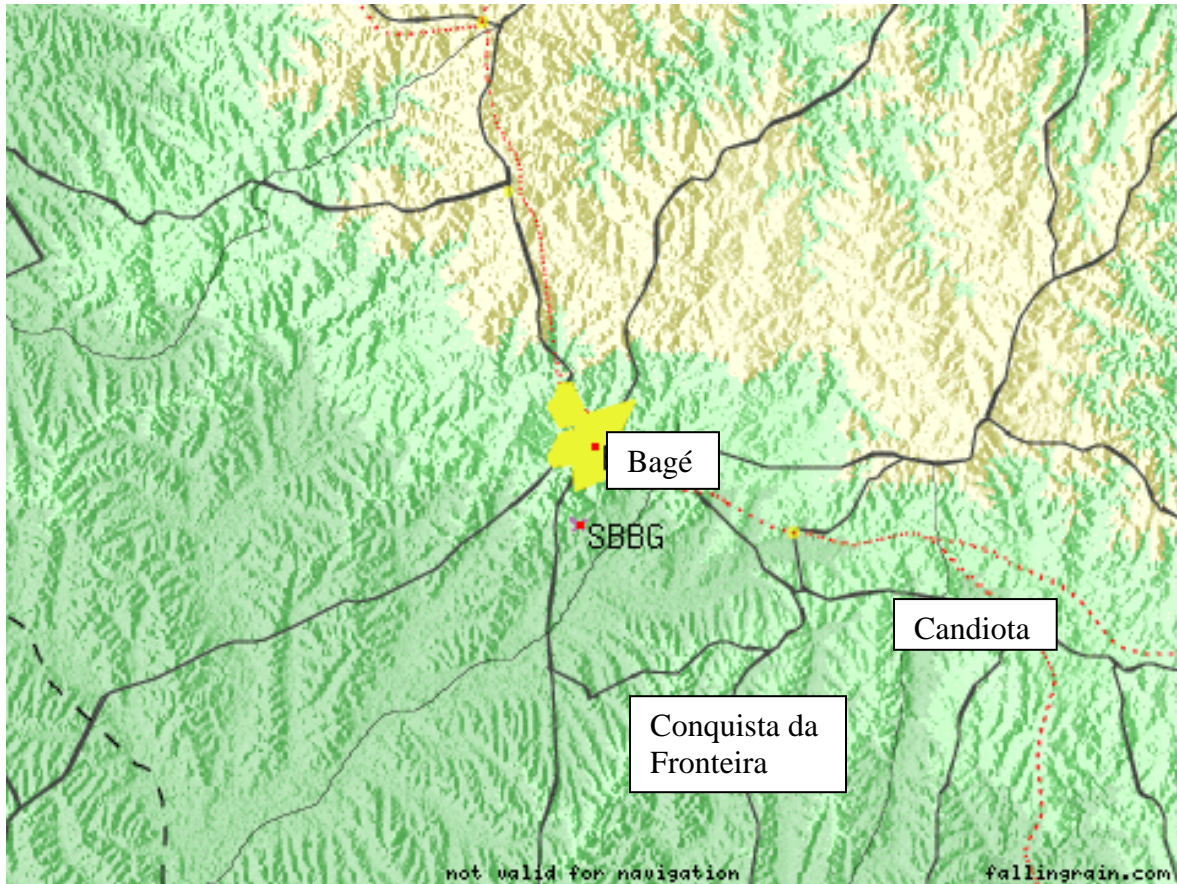 Bagé
SBBG
Candiota
Conquista da
Fronteira
not valid for navigation
fallingrain.com